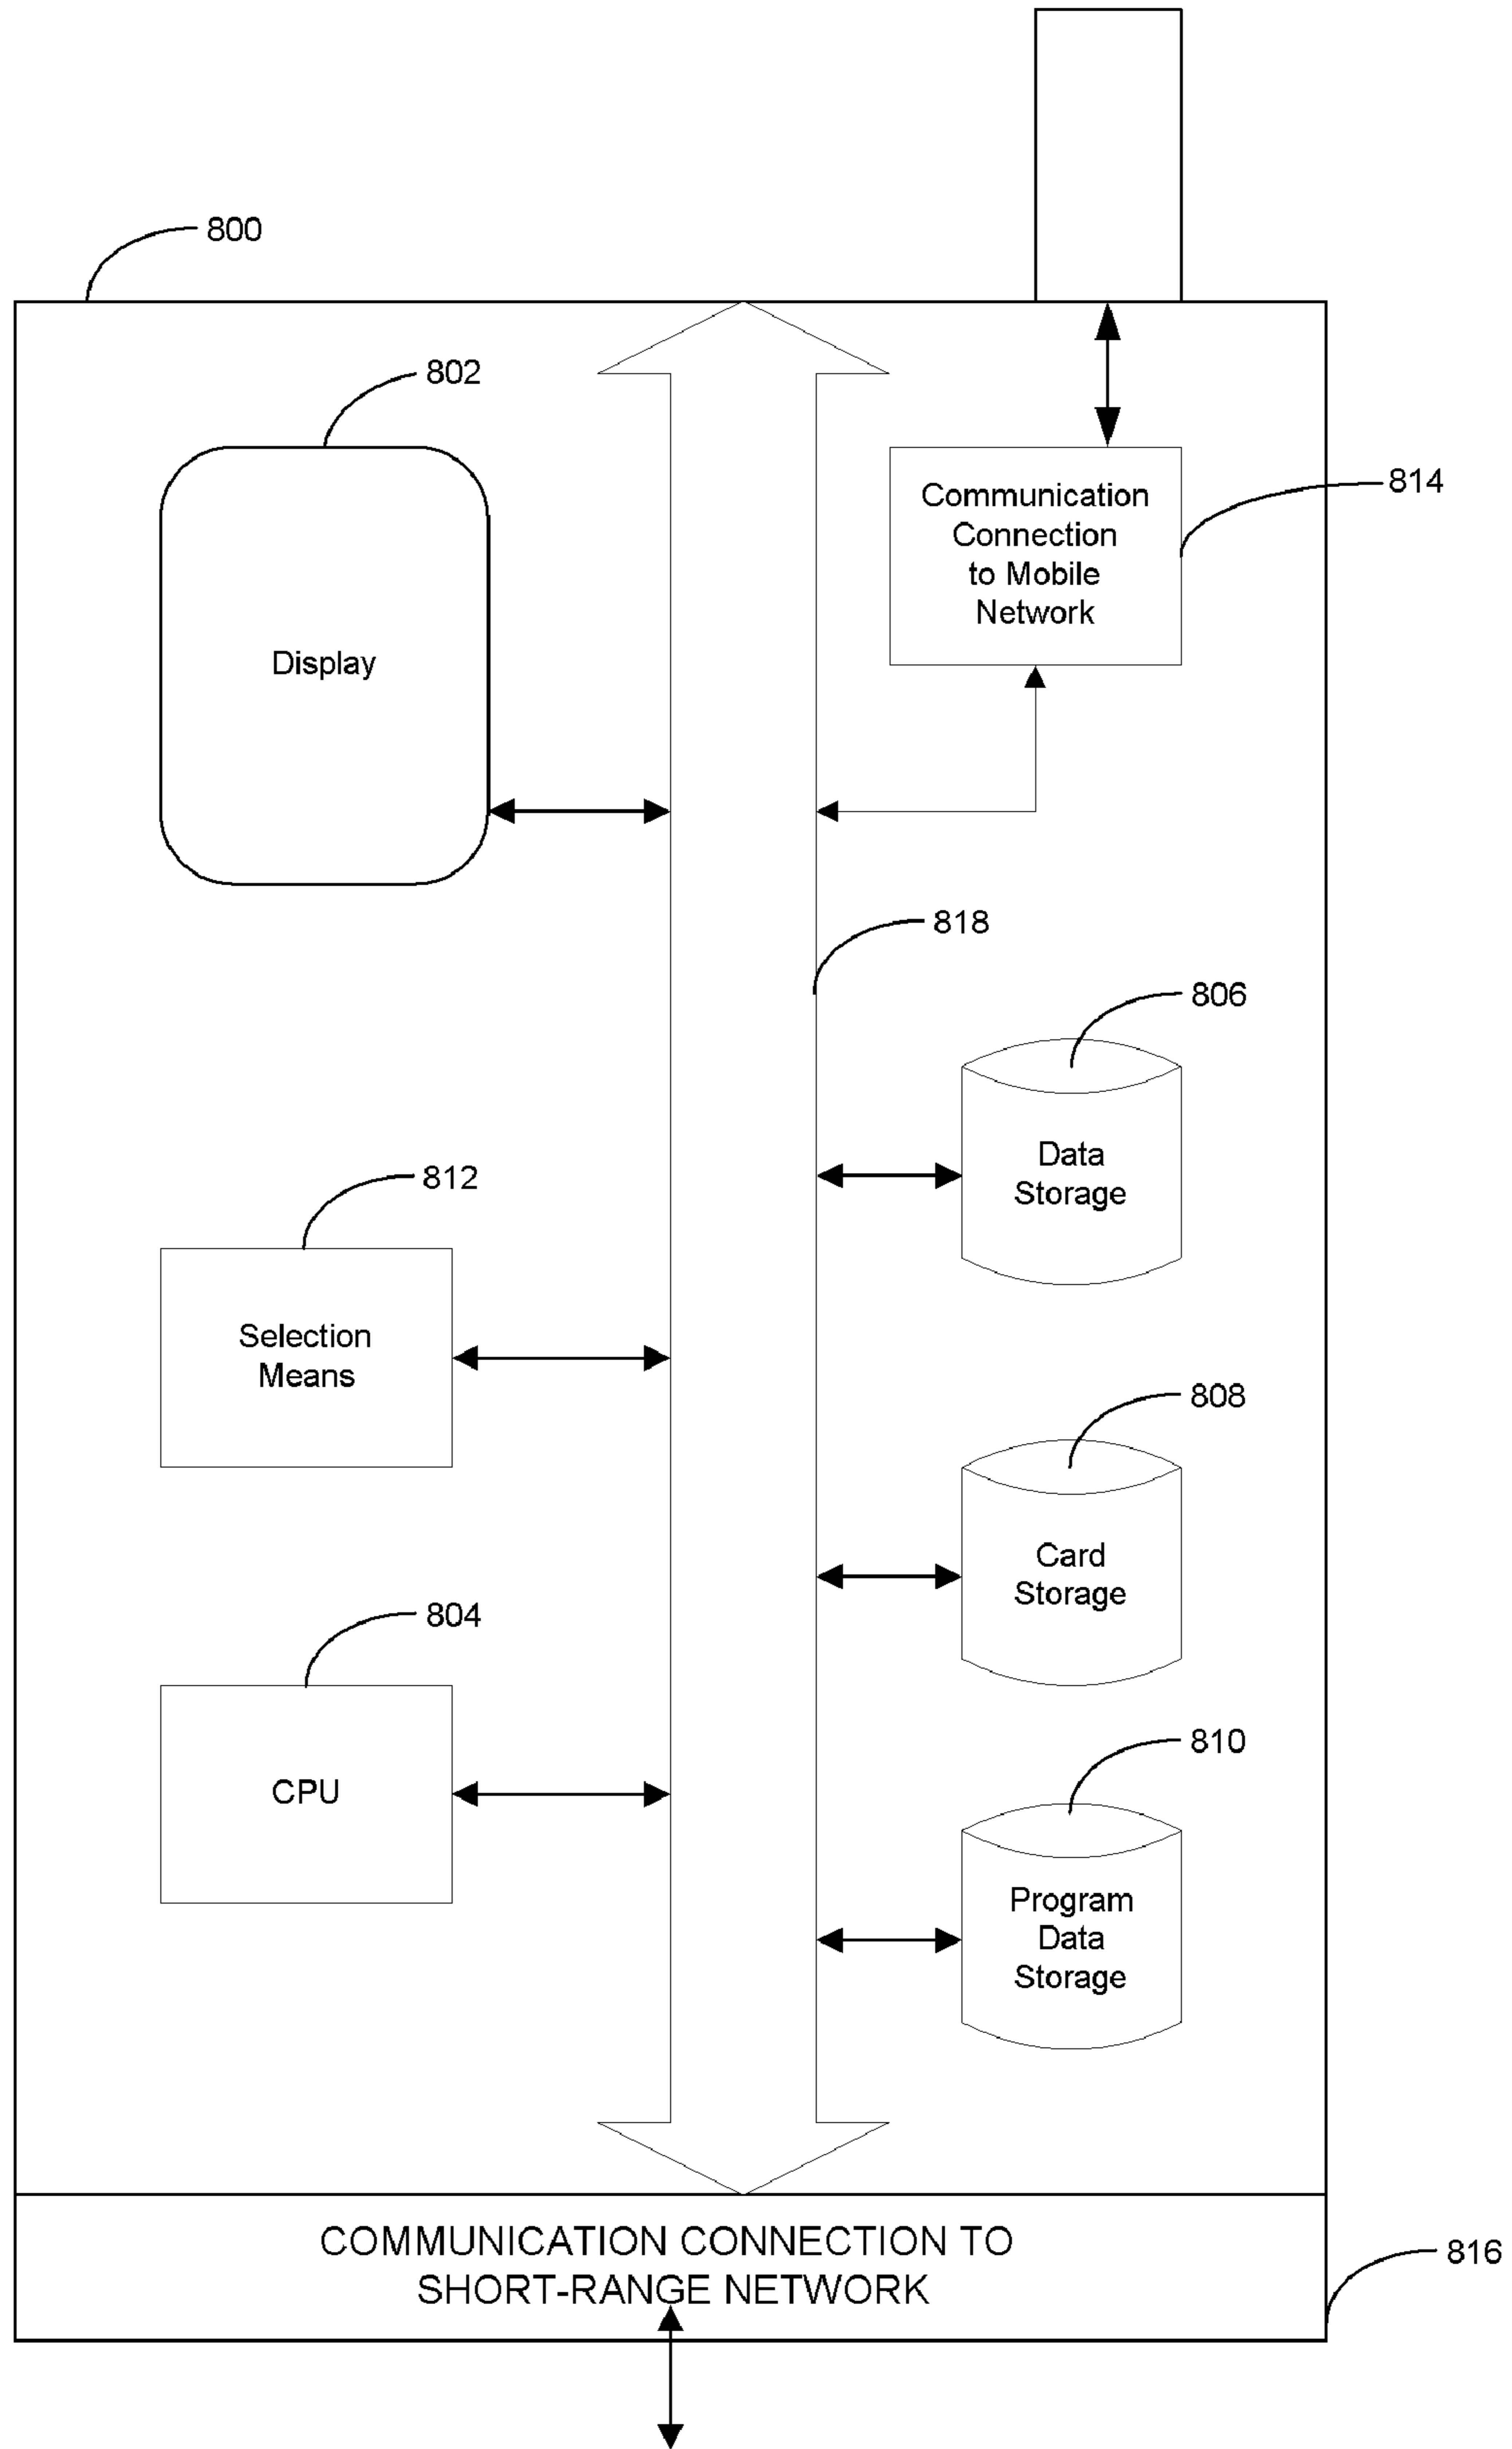 800
802
814
Communication
Connection
to Mobile
Network
Display
818
806
Data
Storage
812
Selection
Means
808
Card
Storage
804
CPU
810
Program
Data
Storage
COMMUNICATION CONNECTION TO
SHORT-RANGE NETWORK
816